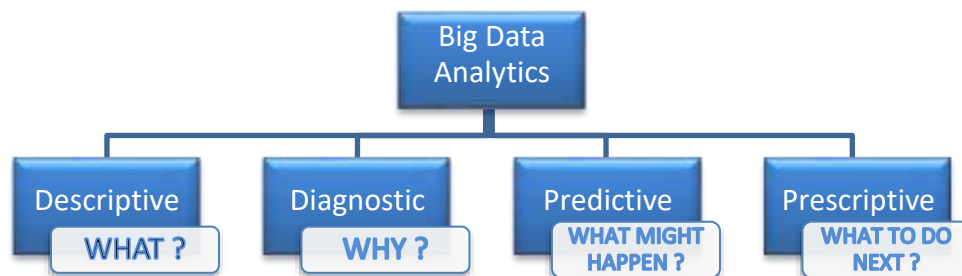 Big Data
Analytics
Descriptive
WHAT ?
Diagnostic
WHY ?
Predictive
WHAT MIGHT
HAPPEN ?
Prescriptive
WHAT TO DO
NEXT ?